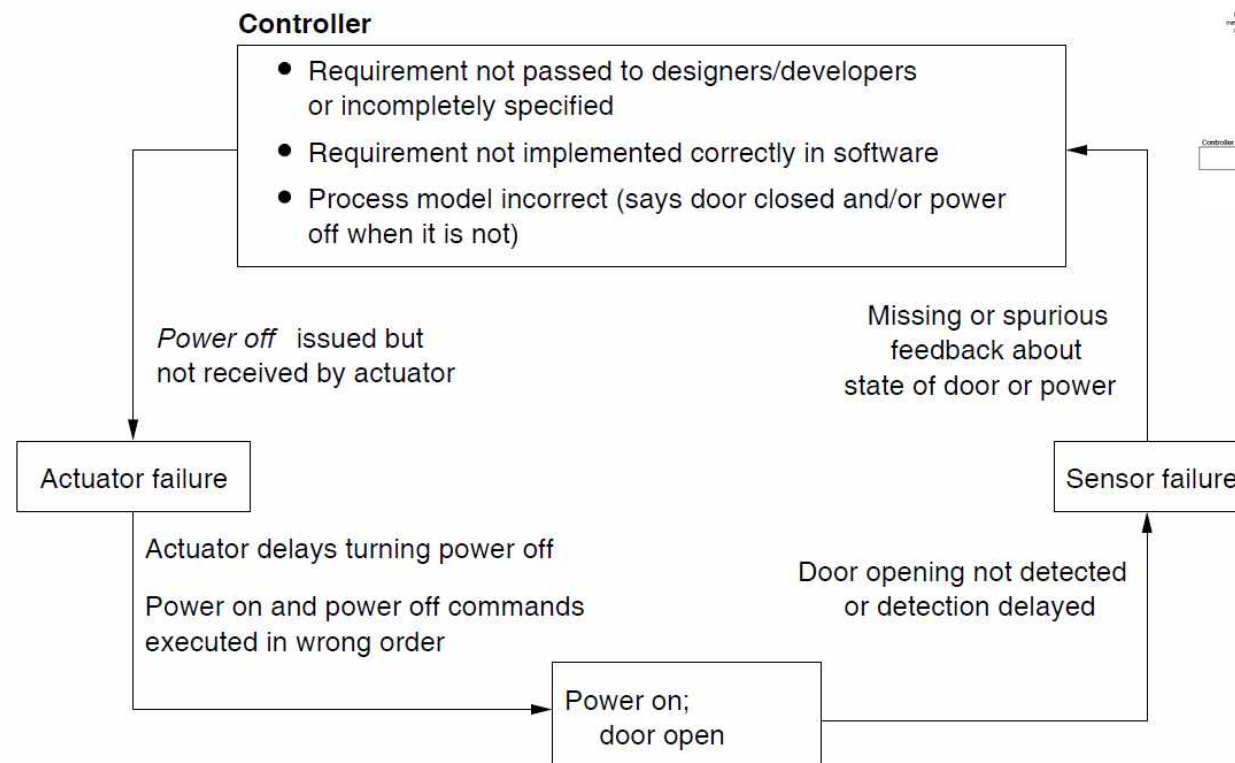 Controller
● Requirement not passed to designers/developers
or incompletely specified
● Requirement not implemented correctly in software
● Process model incorrect (says door closed and/or power
off when it is not)
Power off issued but
not received by actuator
Missing or spurious
feedback about
state of door or power
Actuator failure
Sensor failure
Actuator delays turning power off
Power on and power off commands
executed in wrong order
Door opening not detected
or detection delayed
Power on;
door open
Controller